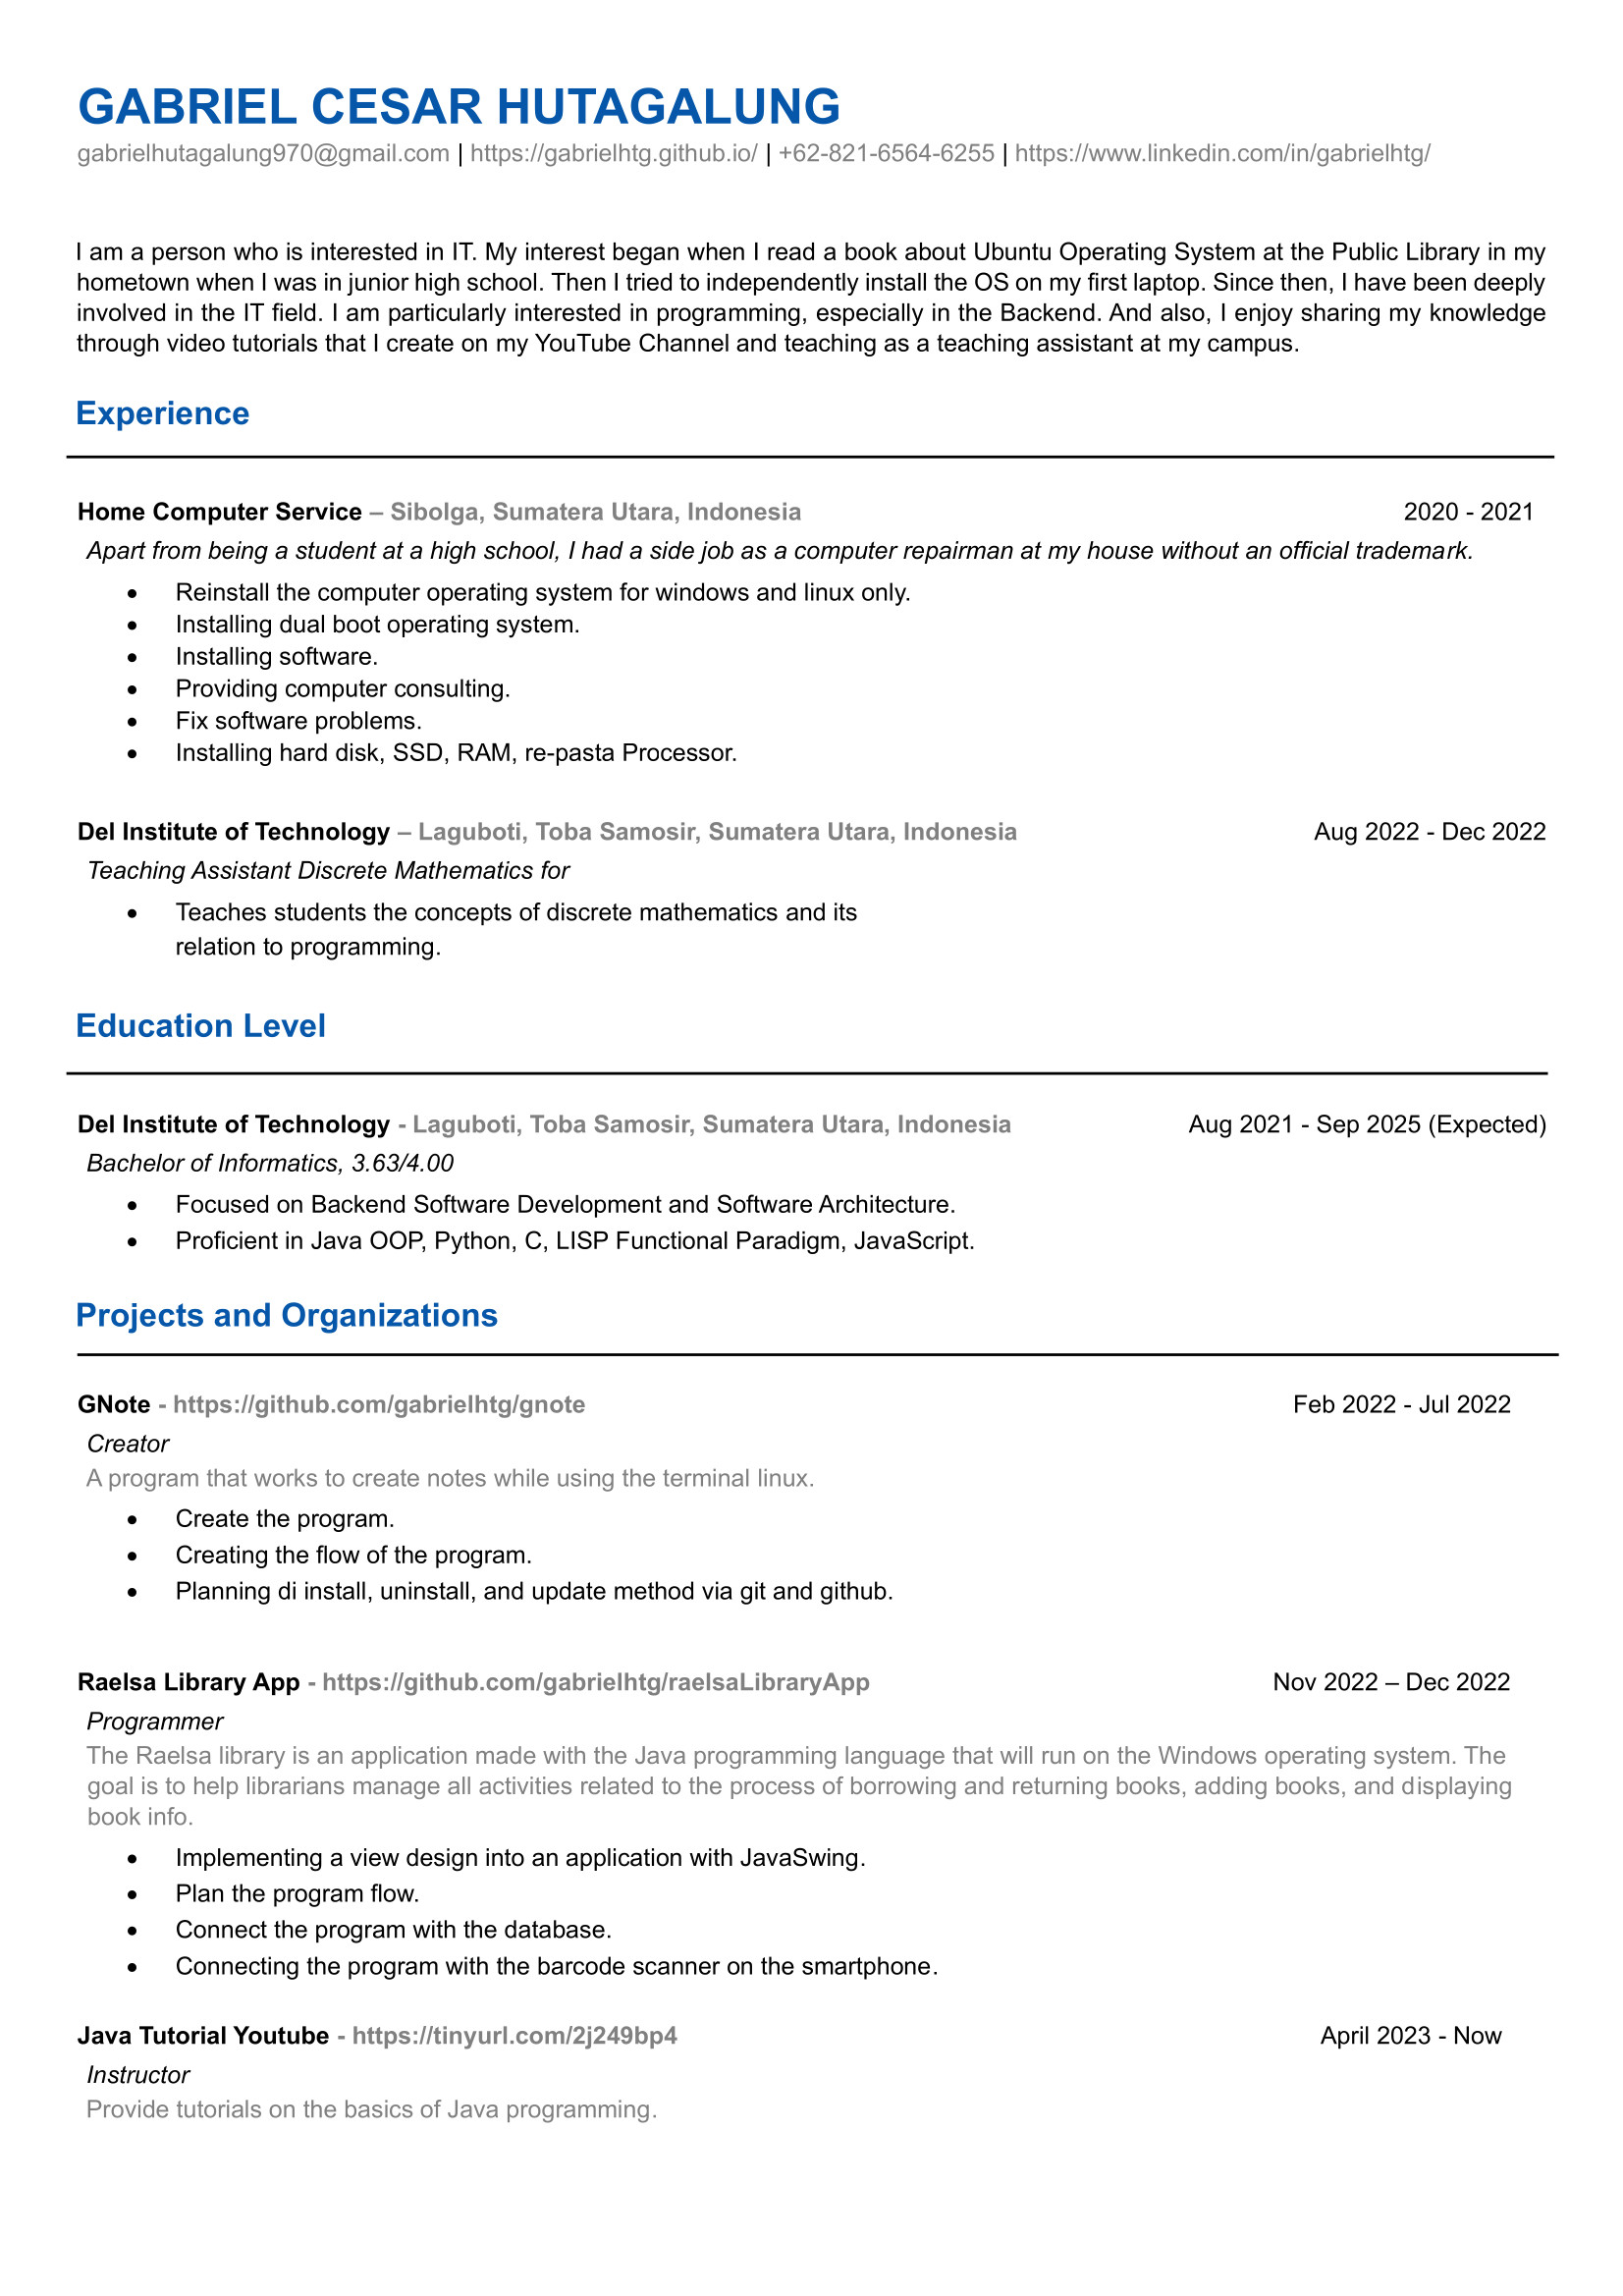 GABRIEL CESAR HUTAGALUNG
gabrielhutagalung970@gmail.com | https://gabrielhtg.github.io/ | +62-821-6564-6255 | https://www.linkedin.com/in/gabrielhtg/
I am a person who is interested in IT. My interest began when I read a book about Ubuntu Operating System at the Public Library in my
hometown when I was in junior high school. Then I tried to independently install the OS on my first laptop. Since then, I have been deeply
involved in the IT field. I am particularly interested in programming, especially in the Backend. And also, I enjoy sharing my knowledge
through video tutorials that I create on my YouTube Channel and teaching as a teaching assistant at my campus.
Experience
Home Computer Service – Sibolga, Sumatera Utara, Indonesia 2020 - 2021
Apart from being a student at a high school, I had a side job as a computer repairman at my house without an official trademark.
• Reinstall the computer operating system for windows and linux only.
• Installing dual boot operating system.
• Installing software.
• Providing computer consulting.
• Fix software problems.
• Installing hard disk, SSD, RAM, re-pasta Processor.
Del Institute of Technology – Laguboti, Toba Samosir, Sumatera Utara, Indonesia Aug 2022 - Dec 2022
Teaching Assistant Discrete Mathematics for
• Teaches students the concepts of discrete mathematics and its
relation to programming.
Education Level
Del Institute of Technology - Laguboti, Toba Samosir, Sumatera Utara, Indonesia Aug 2021 - Sep 2025 (Expected)
Bachelor of Informatics, 3.63/4.00
• Focused on Backend Software Development and Software Architecture.
• Proficient in Java OOP, Python, C, LISP Functional Paradigm, JavaScript.
Projects and Organizations
GNote - https://github.com/gabrielhtg/gnote Feb 2022 - Jul 2022
Creator
A program that works to create notes while using the terminal linux.
• Create the program.
• Creating the flow of the program.
• Planning di install, uninstall, and update method via git and github.
Raelsa Library App - https://github.com/gabrielhtg/raelsaLibraryApp Nov 2022 – Dec 2022
Programmer
The Raelsa library is an application made with the Java programming language that will run on the Windows operating system. The
goal is to help librarians manage all activities related to the process of borrowing and returning books, adding books, and displaying
book info.
• Implementing a view design into an application with JavaSwing.
• Plan the program flow.
• Connect the program with the database.
• Connecting the program with the barcode scanner on the smartphone.
Java Tutorial Youtube - https://tinyurl.com/2j249bp4 April 2023 - Now
Instructor
Provide tutorials on the basics of Java programming.